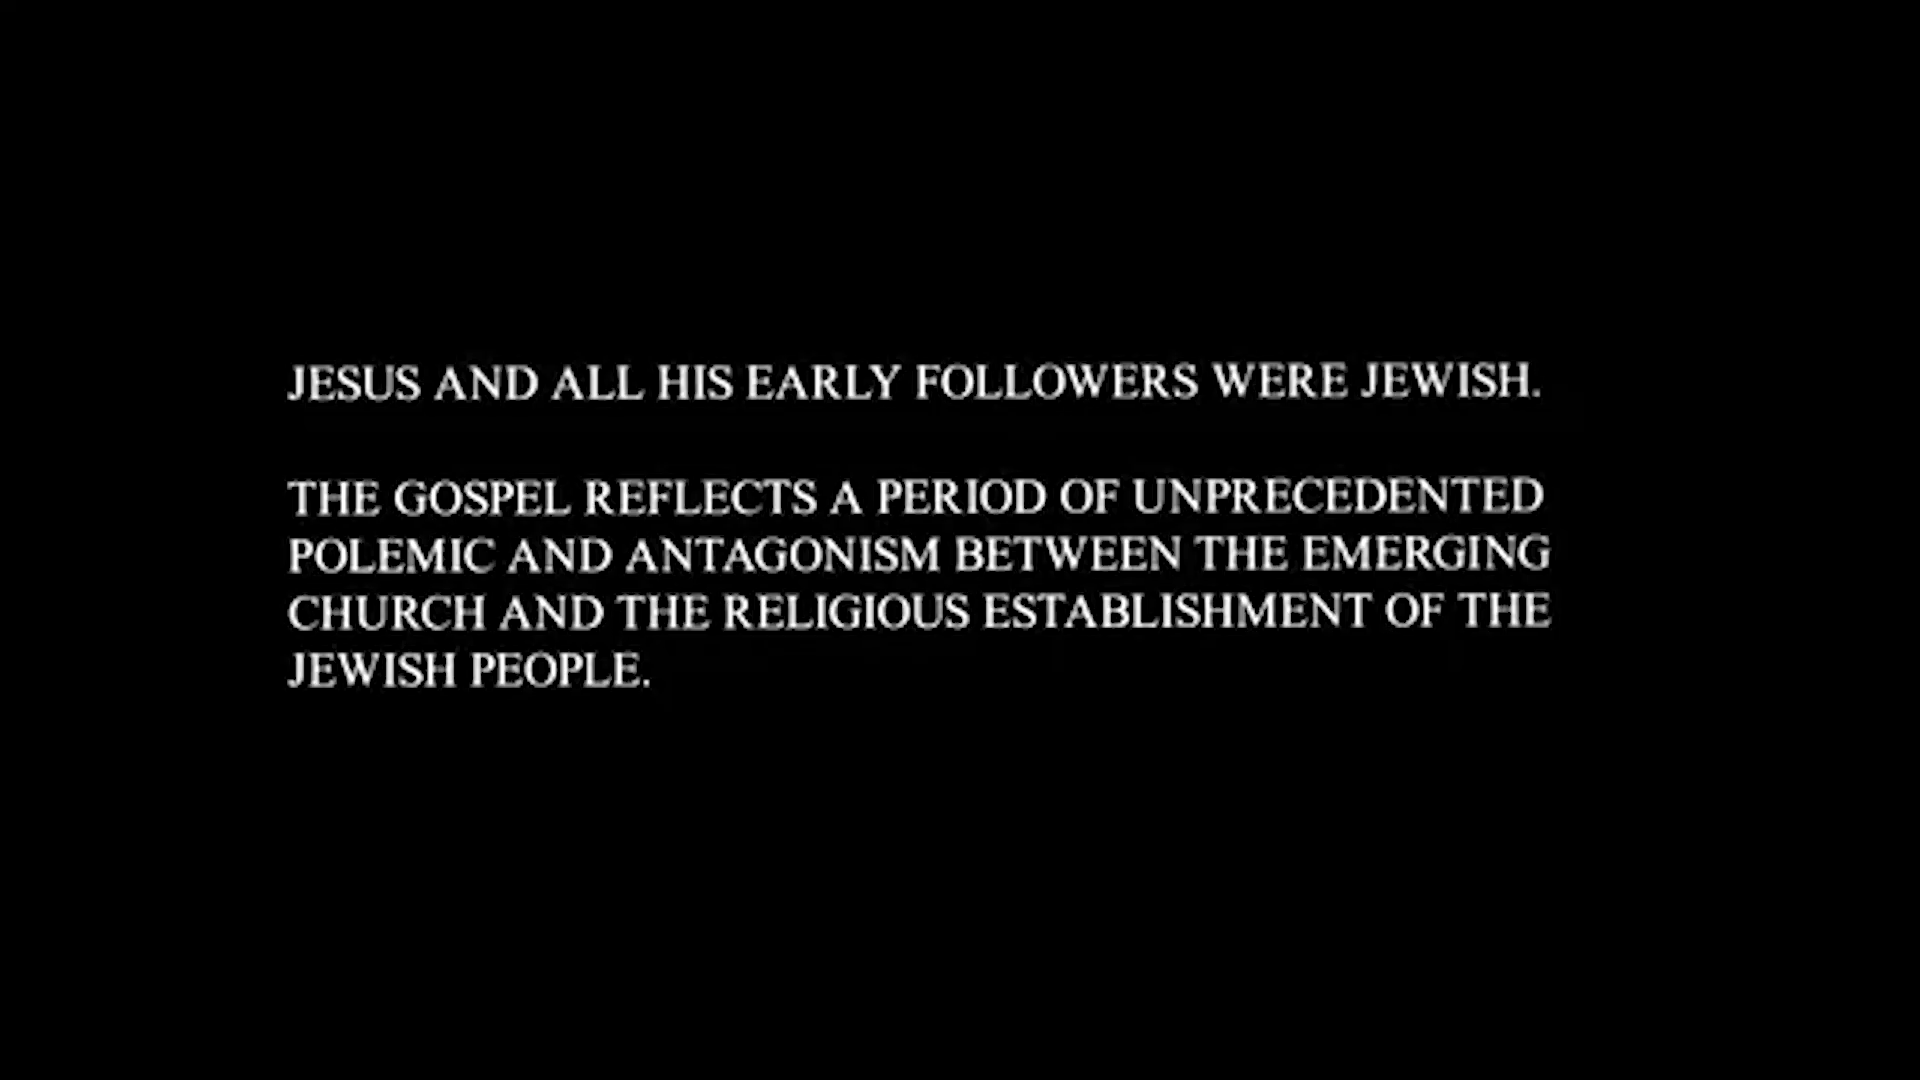 JESUS AND ALL HIS EARLY FOLLOWERS WERE JEWISH.
THE GOSPEL REFLECTS A PERIOD OF UNPRECEDENTED
POLEMIC AND ANTAGONISM BETWEEN THE EMERGING
CHURCH AND THE RELIGIOUS ESTABLISHMENT OF THE
JEWISH PEOPLE.